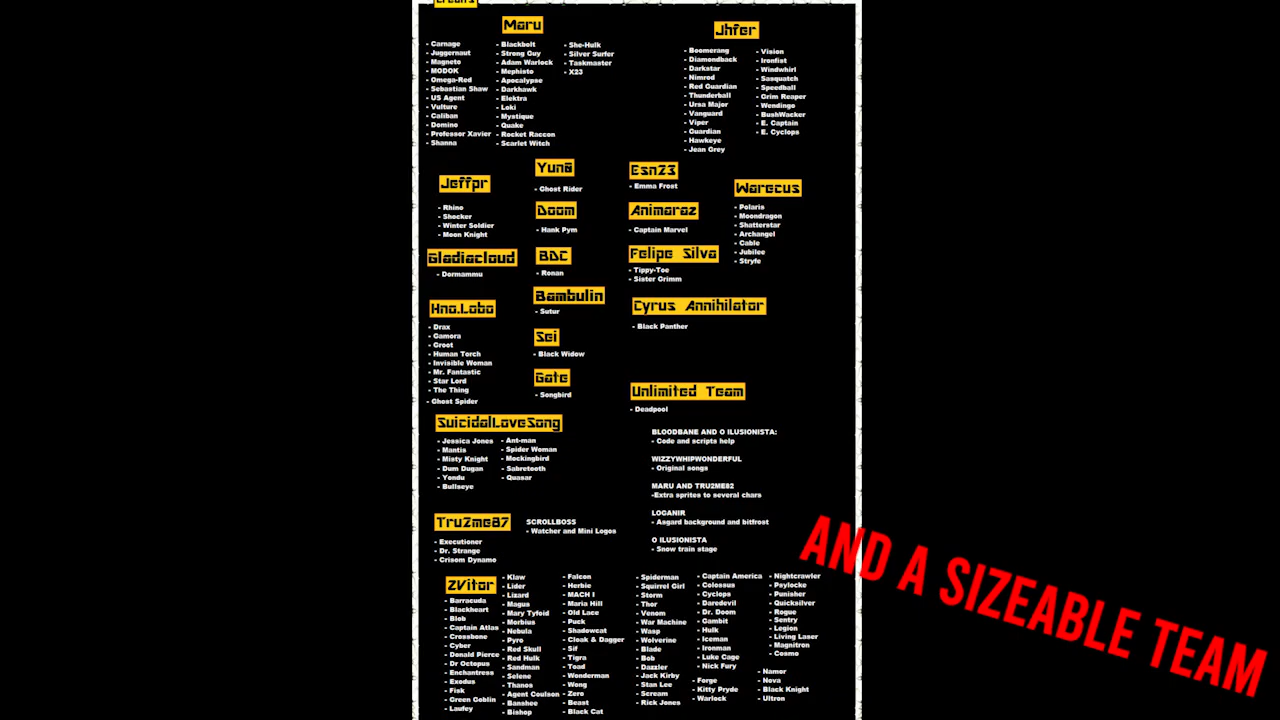 Credits
Maru
- Carnage
- Juggernaut
- Magneto
- MODOK
- Omega-Red
- Sebastian Shaw
- US Agent
- Vulture
- Caliban
- Domino
- Professor Xavier
- Shanna
- Blackbolt
- Strong Guy
- Adam Warlock
- Mephisto
- Apocalypse
- Darkhawk
- Elektra
- Loki
- Mystique
- Quake
- Rocket Raccon
- Scarlet Witch
- She-Hulk
- Silver Surfer
- Taskmaster
- X23
Jhfer
- Boomerang
- Diamondback
- Darkstar
- Nimrod
- Red Guardian
- Thunderball
- Ursa Major
- Vanguard
- Viper
- Guardian
- Hawkeye
- Jean Grey
- Vision
- Ironfist
- Windwhirl
- Sasquatch
- Speedball
- Grim Reaper
- Wendingo
- BushWacker
- E. Captain
- E. Cyclops
Jeffpr
- Rhino
- Shocker
- Winter Soldier
- Moon Knight
Yun0
- Ghost Rider
Doom
- Hank Pym
Esn23
- Emma Frost
Animaraz
- Captain Marvel
Warecus
- Polaris
- Moondragon
- Shatterstar
- Archangel
- Cable
- Jubilee
- Stryfe
Gladiacloud
- Dormammu
BDC
- Ronan
Felipe Silva
- Tippy-Toe
- Sister Grimm
Hno.Lobo
- Drax
- Gamora
- Groot
- Human Torch
- Invisible Woman
- Mr. Fantastic
- Star Lord
- The Thing
- Ghost Spider
Bambulin
- Sutur
Cyrus Annihilator
- Black Panther
Sei
- Black Widow
Gate
- Songbird
Unlimited Team
- Deadpool
SuicidalLoveSong
- Jessica Jones
- Mantis
- Misty Knight
- Dum Dugan
- Yondu
- Bullseye
- Ant-man
- Spider Woman
- Mockingbird
- Sabretooth
- Quasar
BLOODBANE AND O ILUSIONISTA:
- Code and scripts help
WIZZYWHIPWONDERFUL
- Original songs
MARU AND TRU2ME82
-Extra sprites to several chars
LOGANIR
- Asgard background and bitfrost
O ILUSIONISTA
- Snow train stage
Tru2me87
- Executioner
- Dr. Strange
- Crisom Dynamo
SCROLLBOSS
- Watcher and Mini Logos
ZVitor
- Barracuda
- Blackheart
- Blob
- Captain Atlas
- Crossbone
- Cyber
- Donald Pierce
- Dr Octopus
- Enchantress
- Exodus
- Fisk
- Green Goblin
- Laufey
- Klaw
- Lider
- Lizard
- Magus
- Mary Tyfoid
- Morbius
- Nebula
- Pyro
- Red Skull
- Red Hulk
- Sandman
- Selene
- Thanos
- Agent Coulson
- Banshee
- Bishop
- Falcon
- Herbie
- MACH I
- Maria Hill
- Old Lace
- Puck
- Shadowcat
- Cloak & Dagger
- Sif
- Tigra
- Toad
- Wonderman
- Wong
- Zero
- Beast
- Black Cat
- Spiderman
- Squirrel Girl
- Storm
- Thor
- Venom
- War Machine
- Wasp
- Wolverine
- Blade
- Bob
- Dazzler
- Jack Kirby
- Stan Lee
- Scream
- Rick Jones
- Captain America
- Colossus
- Cyclops
- Daredevil
- Dr. Doom
- Gambit
- Hulk
- Iceman
- Ironman
- Luke Cage
- Nick Fury
- Forge
- Kitty Pryde
- Warlock
- Nightcrawler
- Psylocke
- Punisher
- Quicksilver
- Rogue
- Sentry
- Legion
- Living Laser
- Magnitron
- Cosmo
- Namor
- Nova
- Black Knight
- Ultron
AND A SIZEABLE TEAM